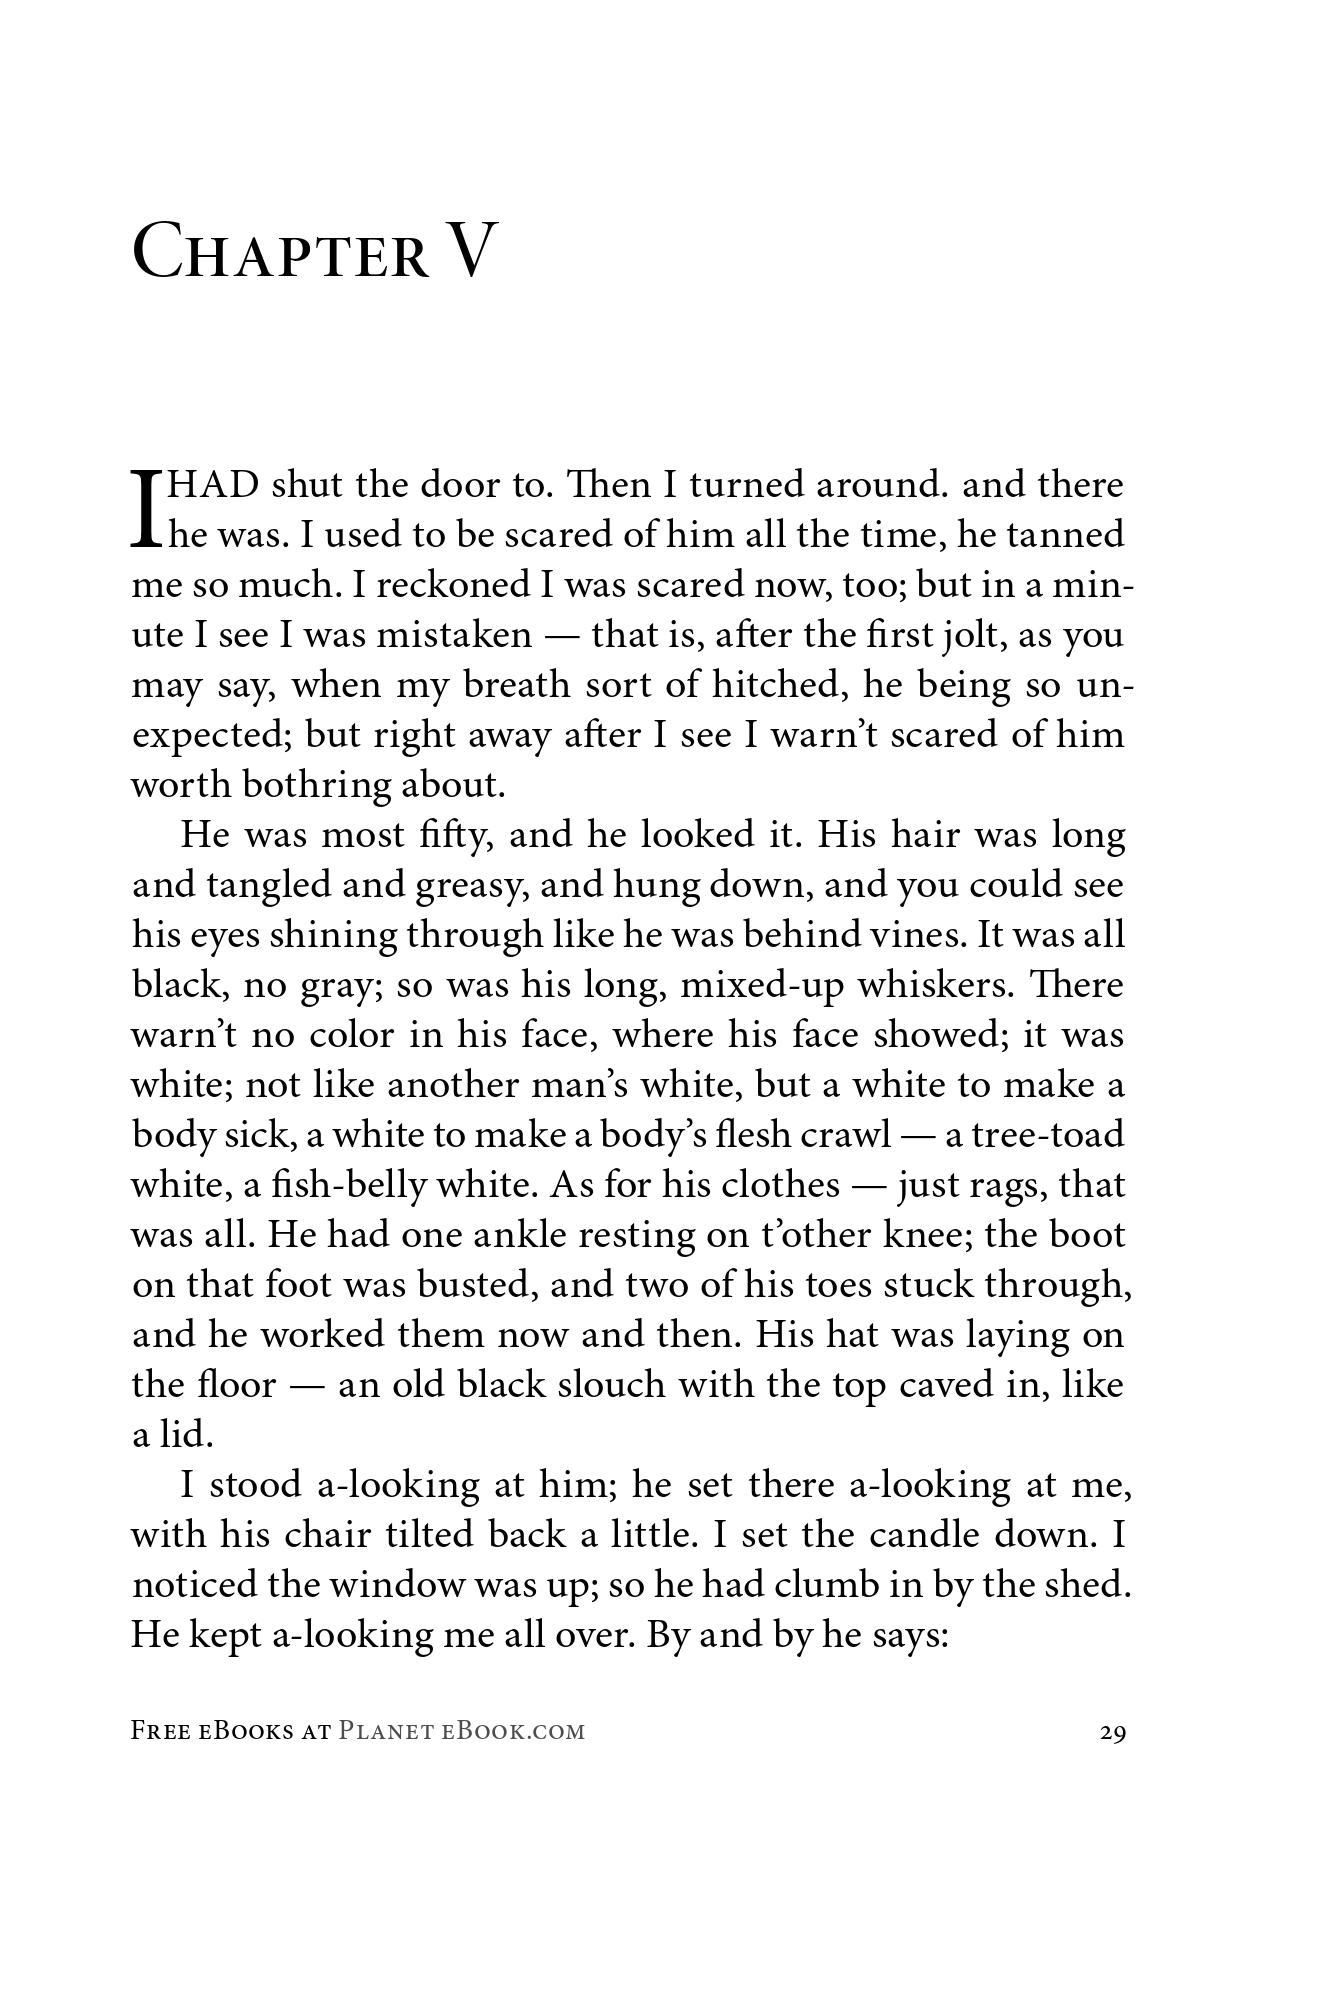 Chapter V
I HAD shut the door to. Then I turned around. and there
he was. I used to be scared of him all the time, he tanned
me so much. I reckoned I was scared now, too; but in a min-
ute I see I was mistaken — that is, after the first jolt, as you
may say, when my breath sort of hitched, he being so un-
expected; but right away after I see I warn’t scared of him
worth bothring about.
He was most fifty, and he looked it. His hair was long
and tangled and greasy, and hung down, and you could see
his eyes shining through like he was behind vines. It was all
black, no gray; so was his long, mixed-up whiskers. There
warn’t no color in his face, where his face showed; it was
white; not like another man’s white, but a white to make a
body sick, a white to make a body’s flesh crawl — a tree-toad
white, a fish-belly white. As for his clothes — just rags, that
was all. He had one ankle resting on t’other knee; the boot
on that foot was busted, and two of his toes stuck through,
and he worked them now and then. His hat was laying on
the floor — an old black slouch with the top caved in, like
a lid.
I stood a-looking at him; he set there a-looking at me,
with his chair tilted back a little. I set the candle down. I
noticed the window was up; so he had clumb in by the shed.
He kept a-looking me all over. By and by he says:
Free eBooks at Planet eBook.com 29